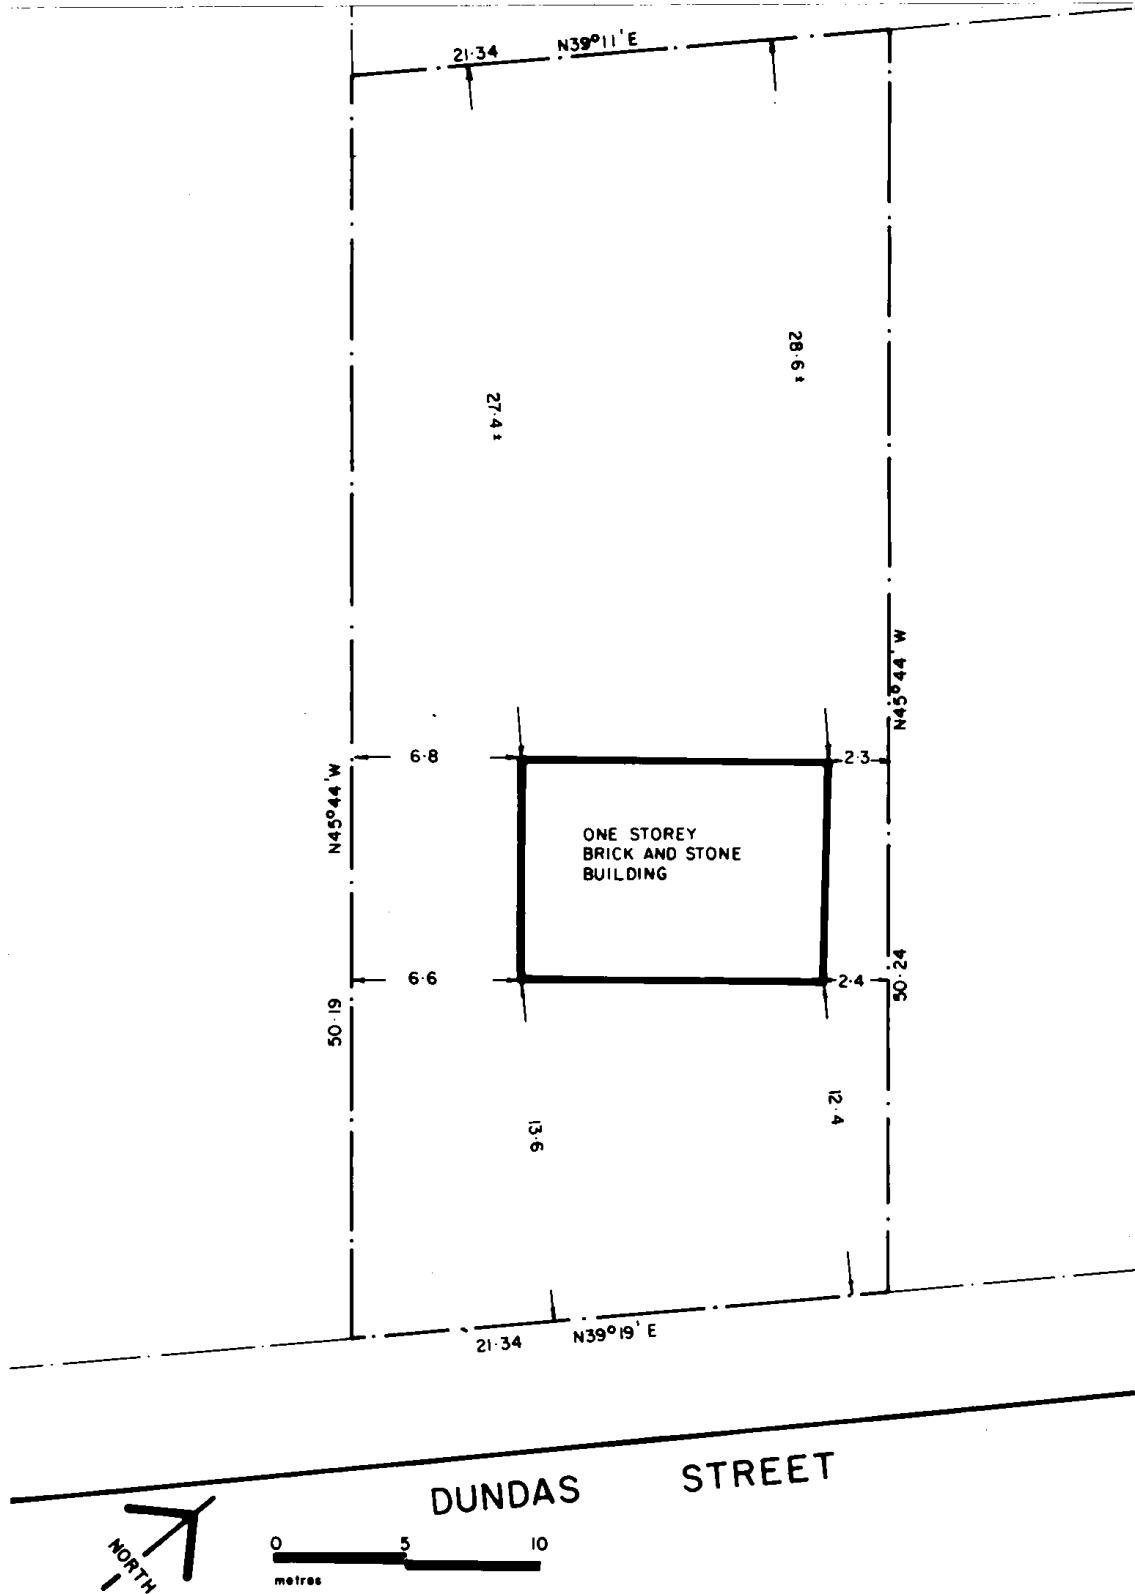 21.34 N39°11' E
28.6±
27.4±
N45°44' W
6.8
2.3
N45°44' W
ONE STOREY
BRICK AND STONE
BUILDING
6.6
2.4
50.24
50.19
12.4
13.6
21.34 N39°19' E
DUNDAS STREET
NORTH
0 5 10
metres